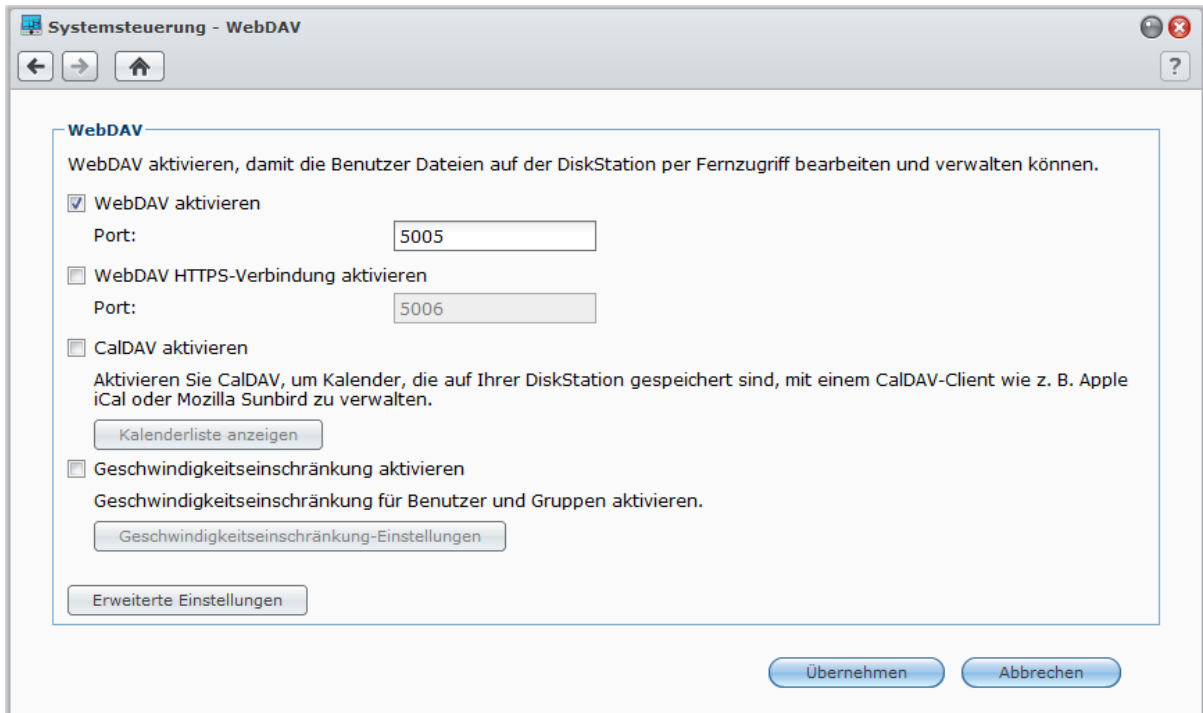 Systemsteuerung - WebDAV
?
WebDAV
WebDAV aktivieren, damit die Benutzer Dateien auf der DiskStation per Fernzugriff bearbeiten und verwalten können.
WebDAV aktivieren
Port: 5005
WebDAV HTTPS-Verbindung aktivieren
Port: 5006
CalDAV aktivieren
Aktivieren Sie CalDAV, um Kalender, die auf Ihrer DiskStation gespeichert sind, mit einem CalDAV-Client wie z. B. Apple
iCal oder Mozilla Sunbird zu verwalten.
Kalenderliste anzeigen
Geschwindigkeitseinschränkung aktivieren
Geschwindigkeitseinschränkung für Benutzer und Gruppen aktivieren.
Geschwindigkeitseinschränkung-Einstellungen
Erweiterte Einstellungen
Übernehmen Abbrechen